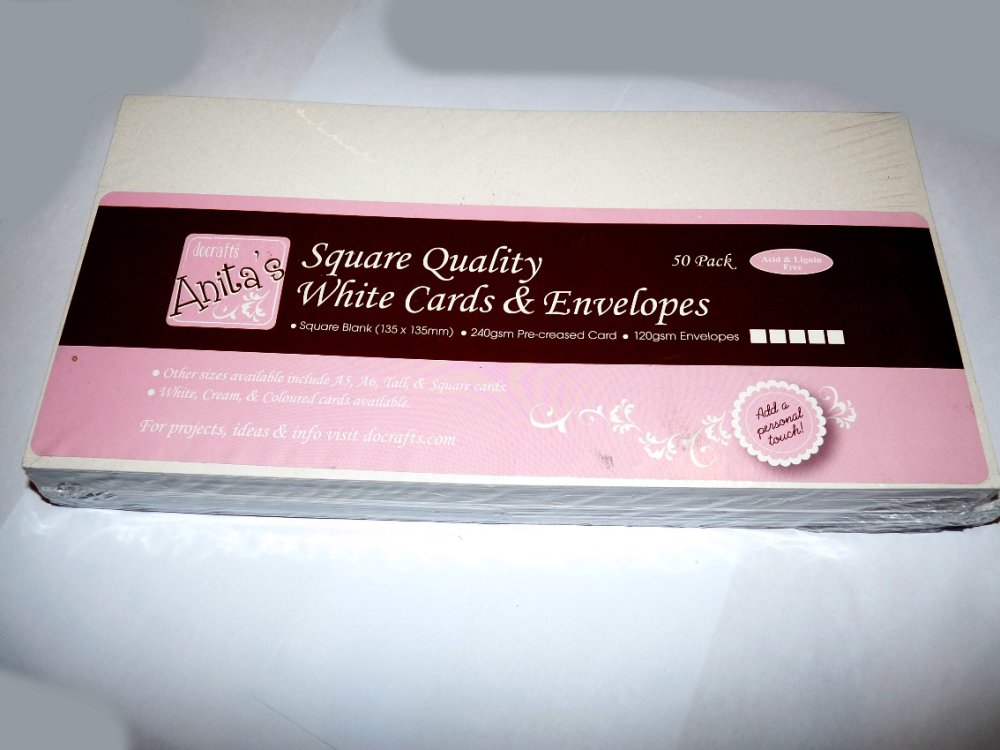 docrafts
Anita's
Square Quality
White Cards & Envelopes
50 Pack
Acid & Lignin
Free
• Square Blank (135 x 135mm) • 240gsm Pre-creased Card • 120gsm Envelopes
• Other sizes available include A5, A6, Tall, & Square cards.
• White, Cream, & Coloured cards available.
For projects, ideas & info visit docrafts.com
Add a
personal
touch!